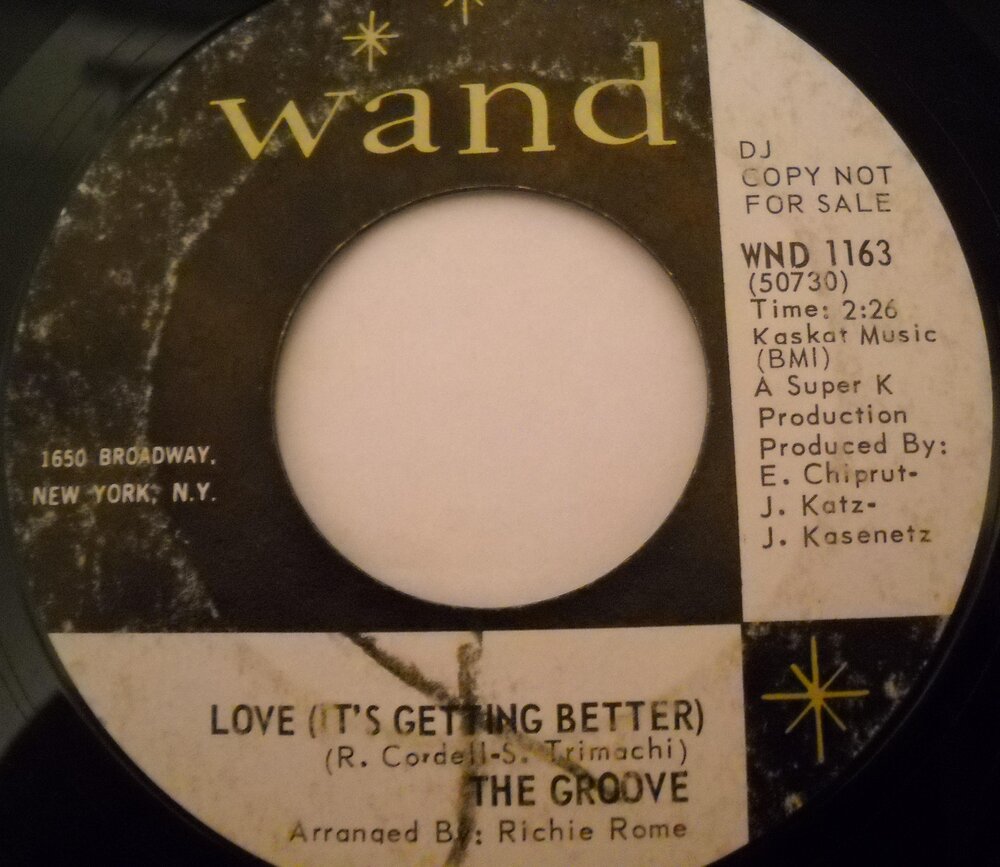 wand
DJ
COPY NOT
FOR SALE
WND 1163
(50730)
Time: 2:26
Kaskat Music
(BMI)
A Super K
Production
Produced By:
E. Chiprut-
J. Katz-
J. Kasenetz
1650 BROADWAY,
NEW YORK, N.Y.
LOVE (IT'S GETTING BETTER)
(R. Cordell-S. Trimachi)
THE GROOVE
Arranged By: Richie Rome